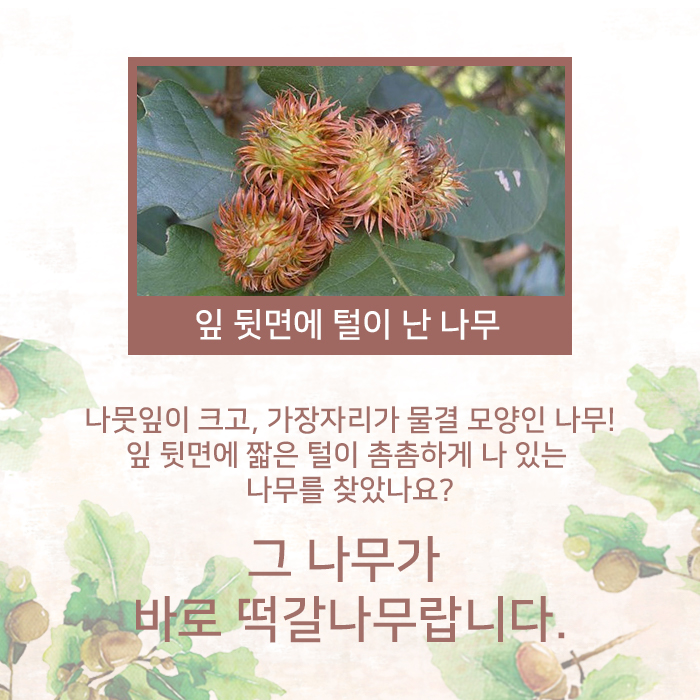 잎 뒷면에 털이 난 나무
나뭇잎이 크고, 가장자리가 물결 모양인 나무!
잎 뒷면에 짧은 털이 촘촘하게 나 있는
나무를 찾았나요?
그 나무가
바로 떡갈나무랍니다.